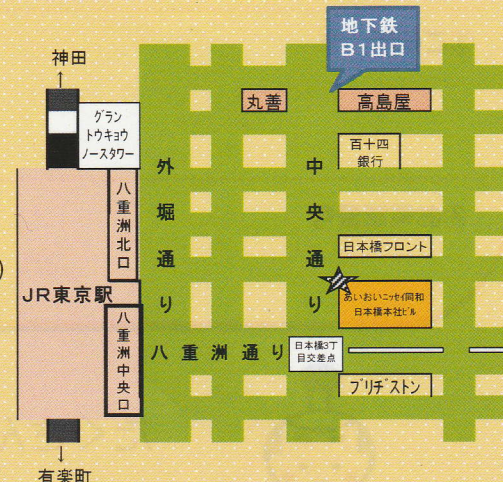 地下鉄
B1出口
神田
↑
グラン
トウキョウ
ノースタワー
丸善
高島屋
百十四
銀行
外堀通り
中央通り
八重洲北口
日本橋フロント
JR東京駅
あいおいニッセイ同和
日本橋本社ビル
八重洲中央口
八重洲通り
日本橋3丁
目交差点
ブリヂストン
↓
有楽町
)